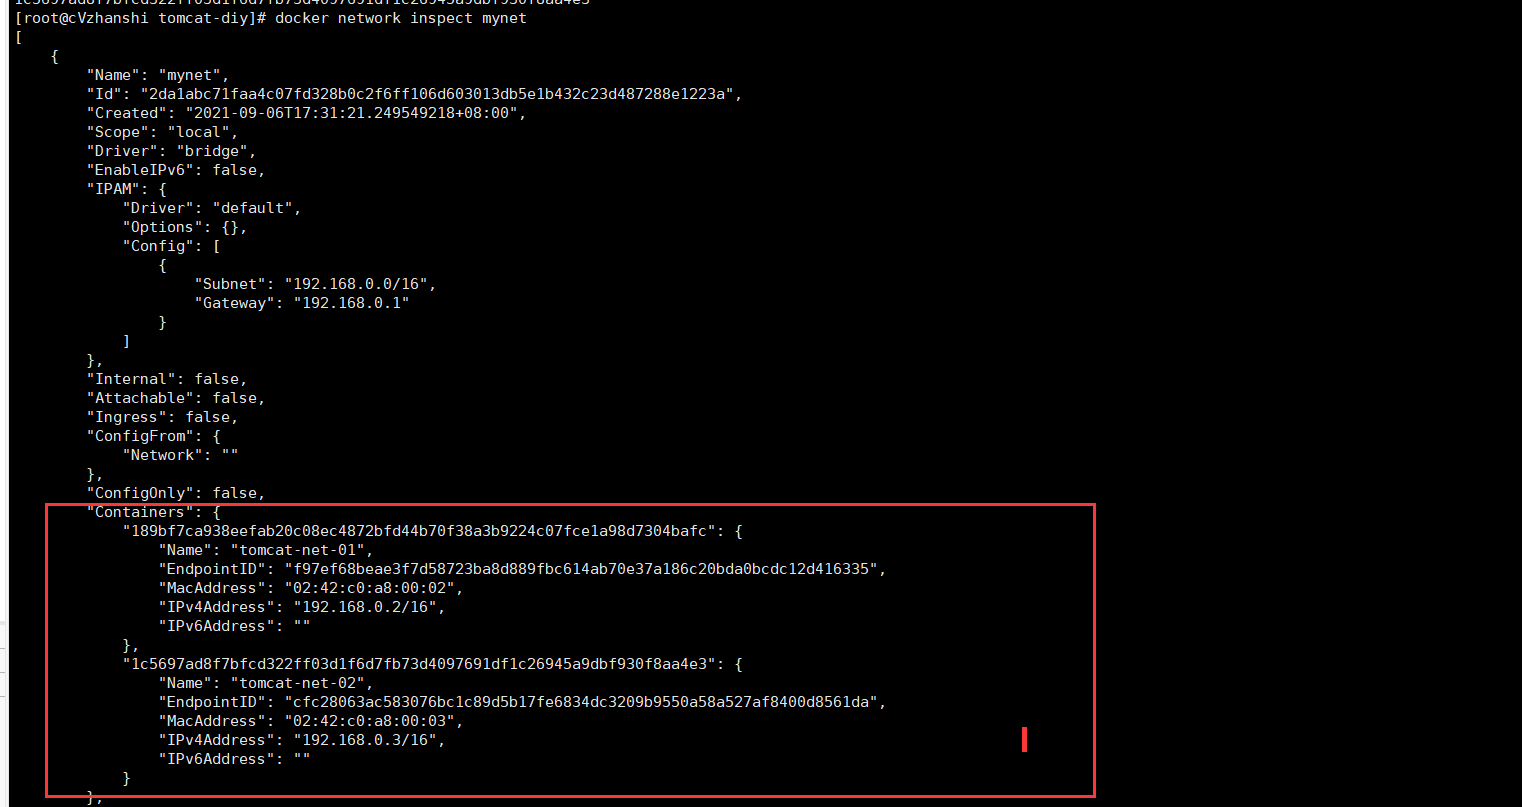 [root@cVzhanshi tomcat-diy]# docker network inspect mynet
[
    {
        "Name": "mynet",
        "Id": "2da1abc71faa4c07fd328b0c2f6ff106d603013db5e1b432c23d487288e1223a",
        "Created": "2021-09-06T17:31:21.249549218+08:00",
        "Scope": "local",
        "Driver": "bridge",
        "EnableIPv6": false,
        "IPAM": {
            "Driver": "default",
            "Options": {},
            "Config": [
                {
                    "Subnet": "192.168.0.0/16",
                    "Gateway": "192.168.0.1"
                }
            ]
        },
        "Internal": false,
        "Attachable": false,
        "Ingress": false,
        "ConfigFrom": {
            "Network": ""
        },
        "ConfigOnly": false,
        "Containers": {
            "189bf7ca938eefab20c08ec4872bfd44b70f38a3b9224c07fce1a98d7304bafc": {
                "Name": "tomcat-net-01",
                "EndpointID": "f97ef68beae3f7d58723ba8d889fbc614ab70e37a186c20bda0bcdc12d416335",
                "MacAddress": "02:42:c0:a8:00:02",
                "IPv4Address": "192.168.0.2/16",
                "IPv6Address": ""
            },
            "1c5697ad8f7bfcd322ff03d1f6d7fb73d4097691df1c26945a9dbf930f8aa4e3": {
                "Name": "tomcat-net-02",
                "EndpointID": "cfc28063ac583076bc1c89d5b17fe6834dc3209b9550a58a527af8400d8561da",
                "MacAddress": "02:42:c0:a8:00:03",
                "IPv4Address": "192.168.0.3/16",
                "IPv6Address": ""
            }
        },